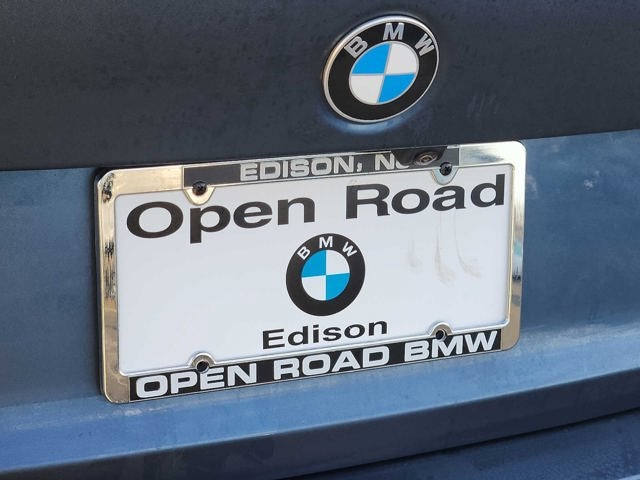 BMW
EDISON,
Open Road
BMW
Edison
OPEN ROAD BMW